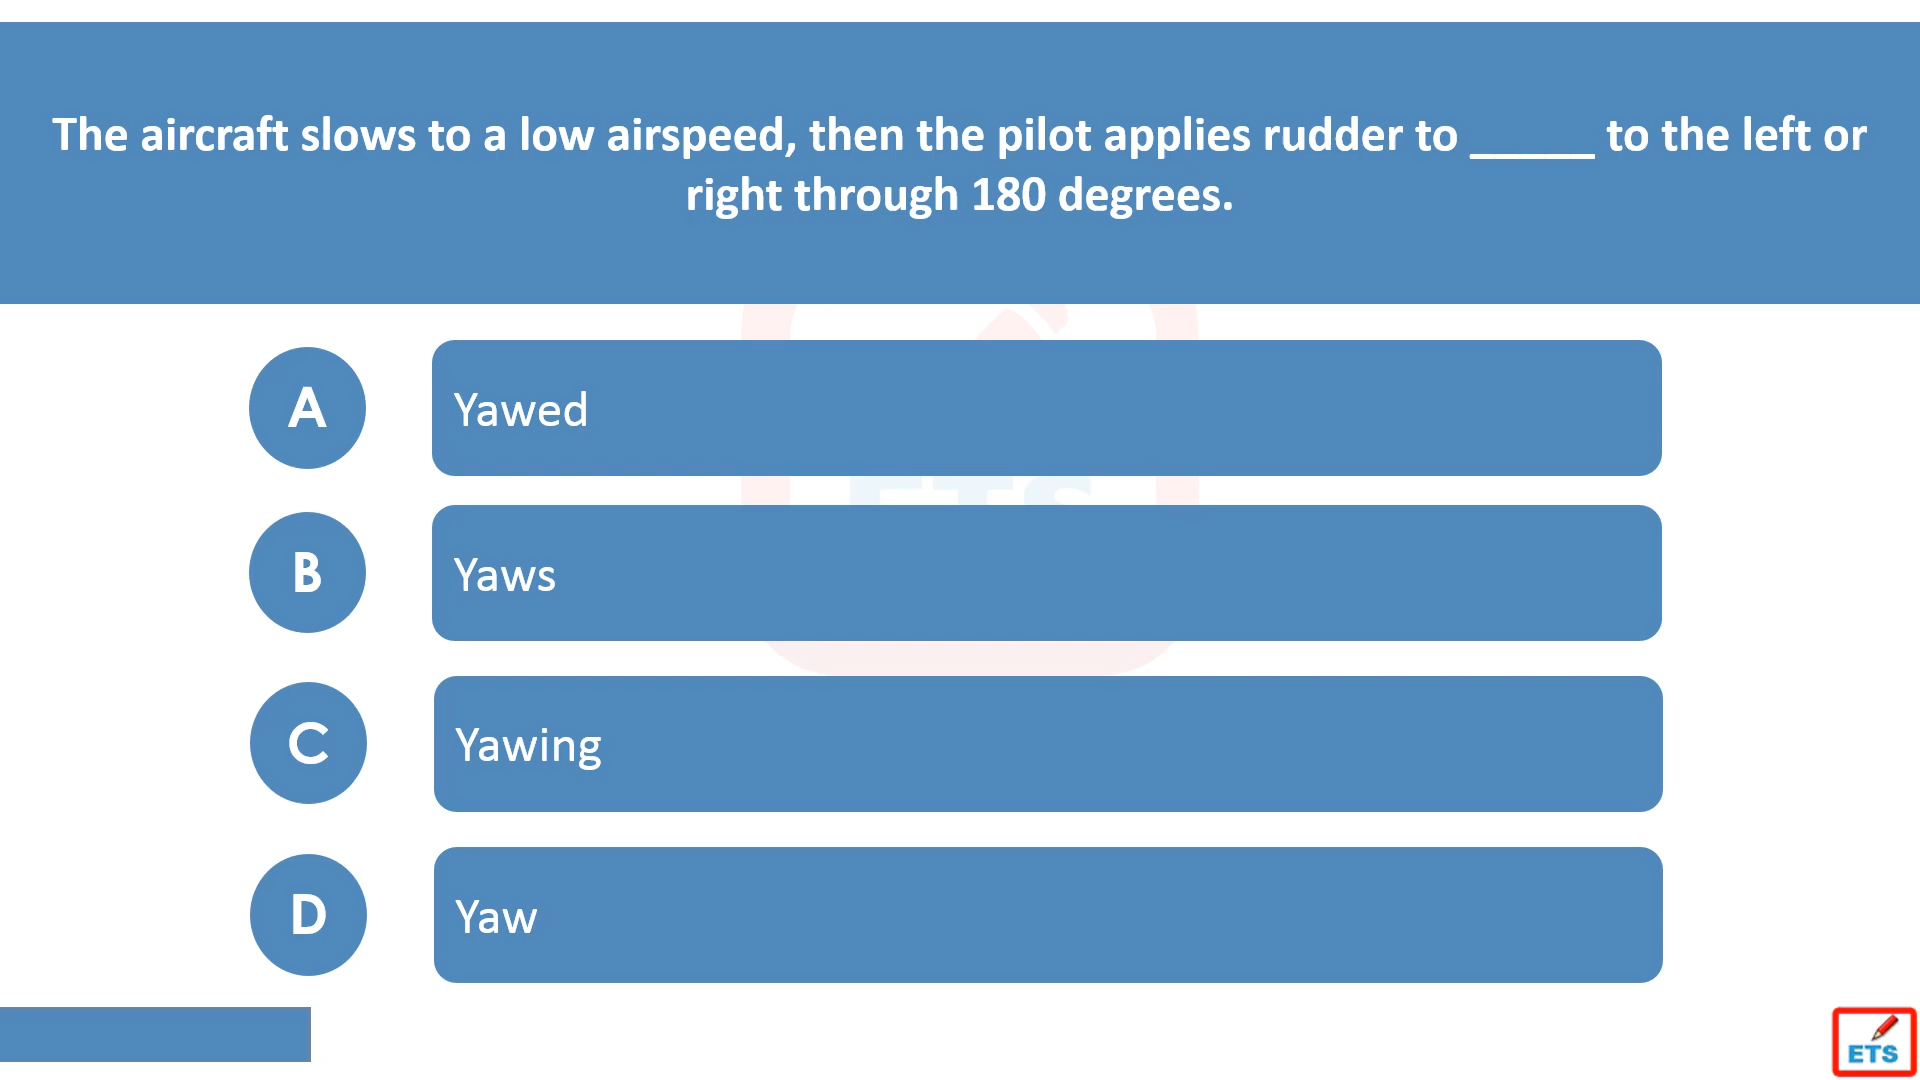 The aircraft slows to a low airspeed, then the pilot applies rudder to _____ to the left or
right through 180 degrees.
A
Yawed
ETS
B
Yaws
C
Yawing
D
Yaw
ETS